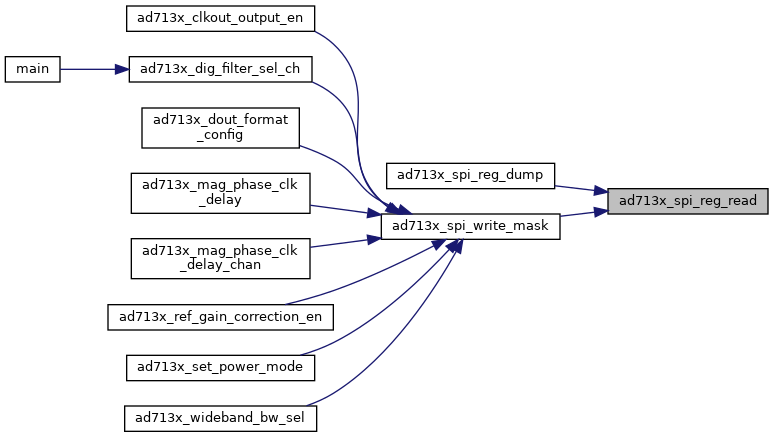 ad713x_clkout_output_en
main
ad713x_dig_filter_sel_ch
ad713x_dout_format
_config
ad713x_spi_reg_dump
ad713x_mag_phase_clk
_delay
ad713x_spi_reg_read
ad713x_spi_write_mask
ad713x_mag_phase_clk
_delay_chan
ad713x_ref_gain_correction_en
ad713x_set_power_mode
ad713x_wideband_bw_sel